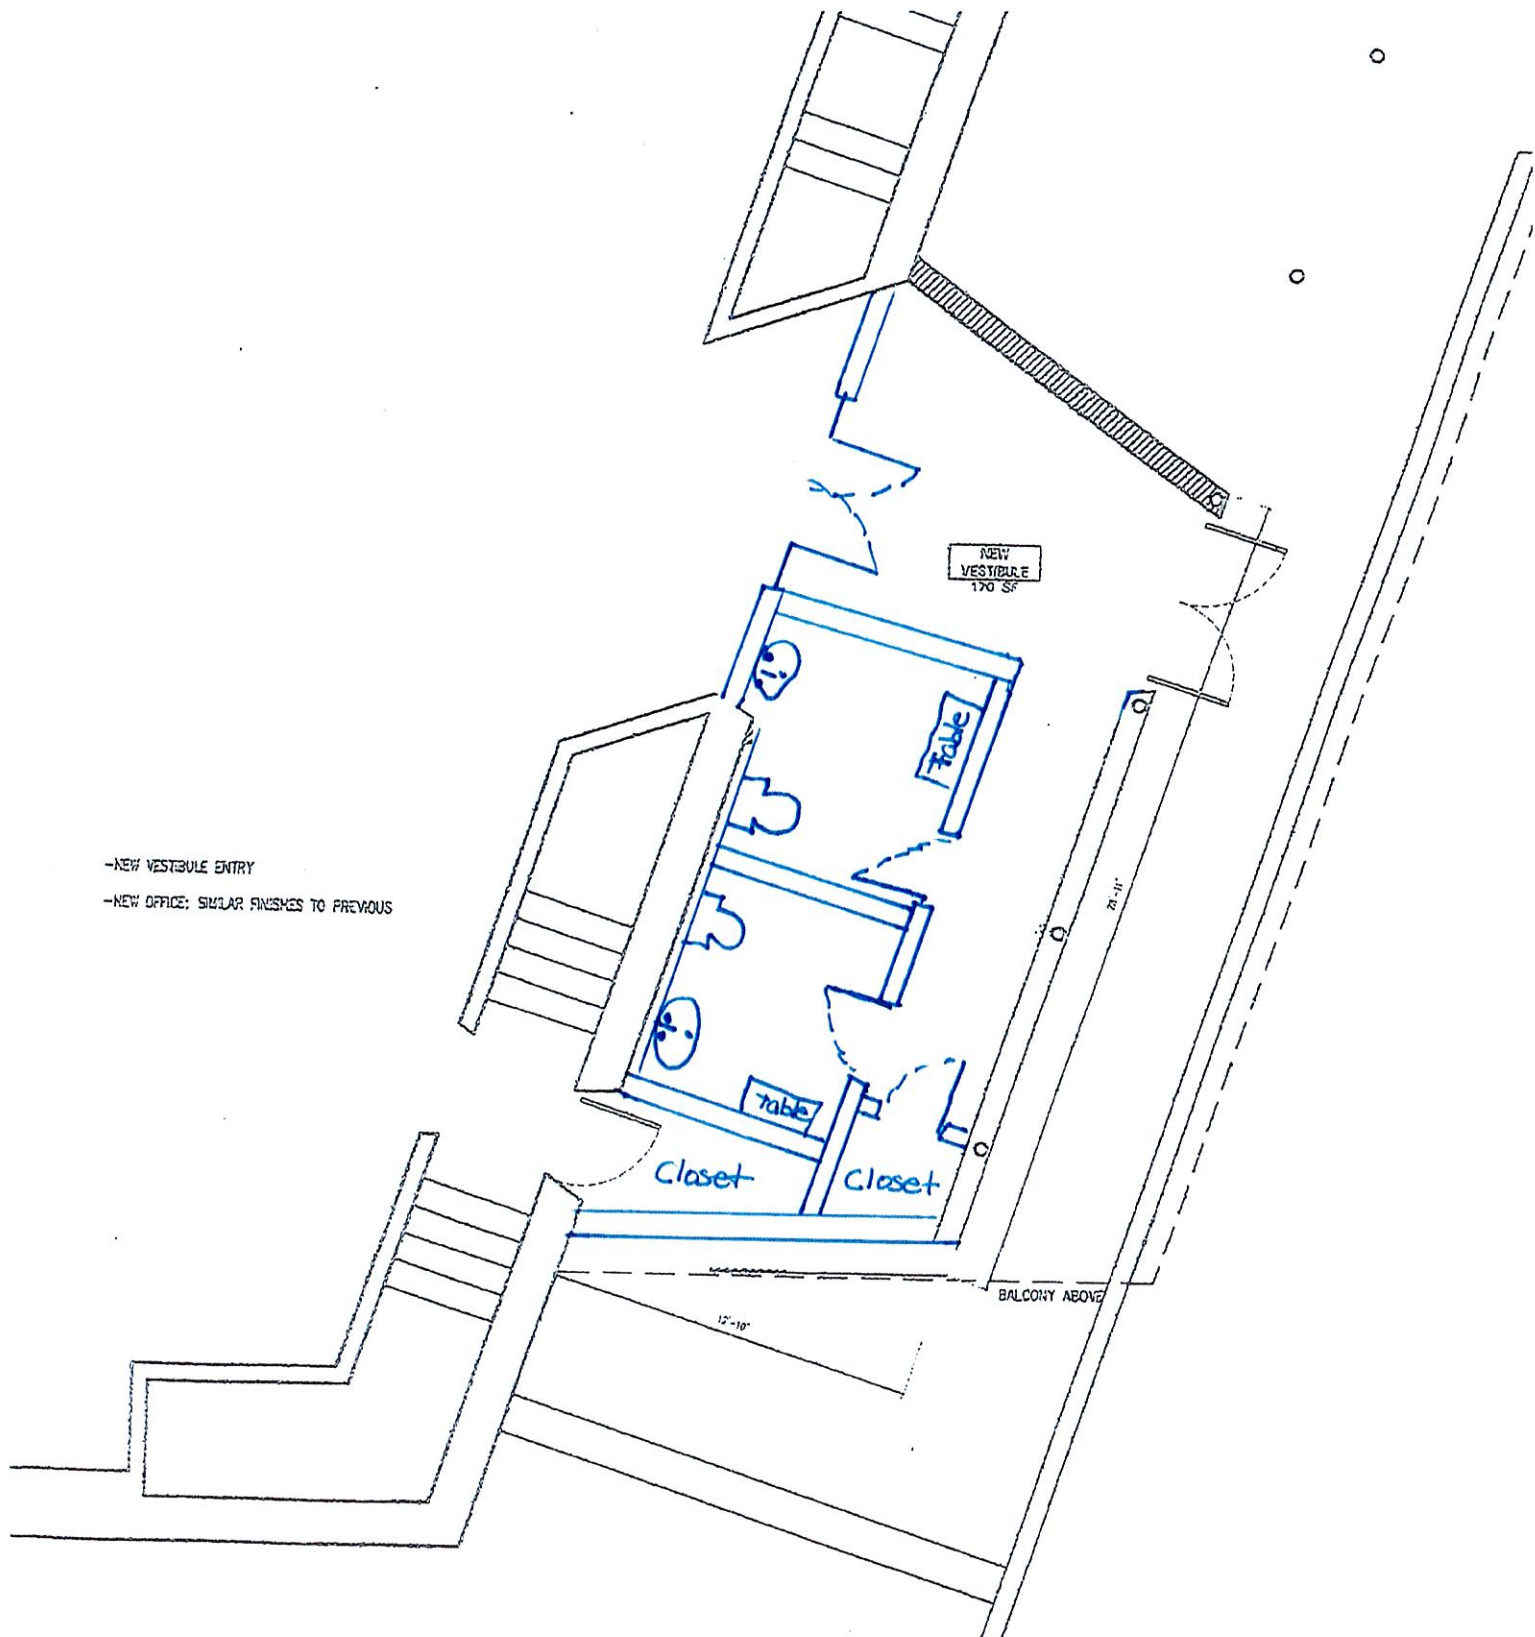 NEW
VESTIBULE
170 SF
Table
-NEW VESTIBULE ENTRY
-NEW OFFICE; SIMILAR FINISHES TO PREVIOUS
Table
Closet
Closet
BALCONY ABOVE
12'-10"